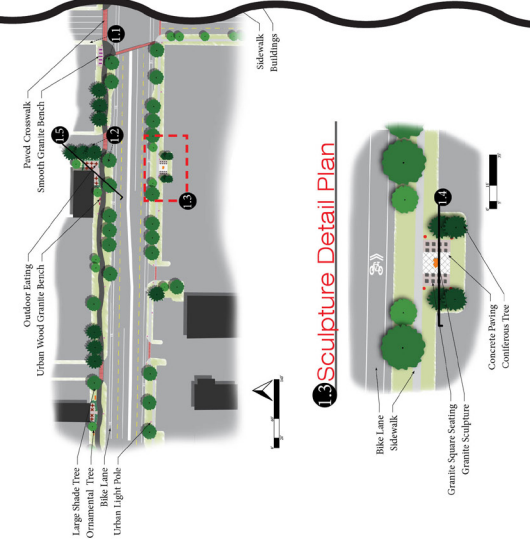 Large Shade Tree
Ornamental Tree
Bike Lane
Urban Light Pole
Outdoor Eating
Urban Wood Granite Bench
Paved Crosswalk
Smooth Granite Bench
Sidewalk
Buildings
1.5
1.2
1.1
1.3
1.3 Sculpture Detail Plan
Bike Lane
Sidewalk
Granite Square Seating
Granite Sculpture
Concrete Paving
Coniferous Tree
1.4